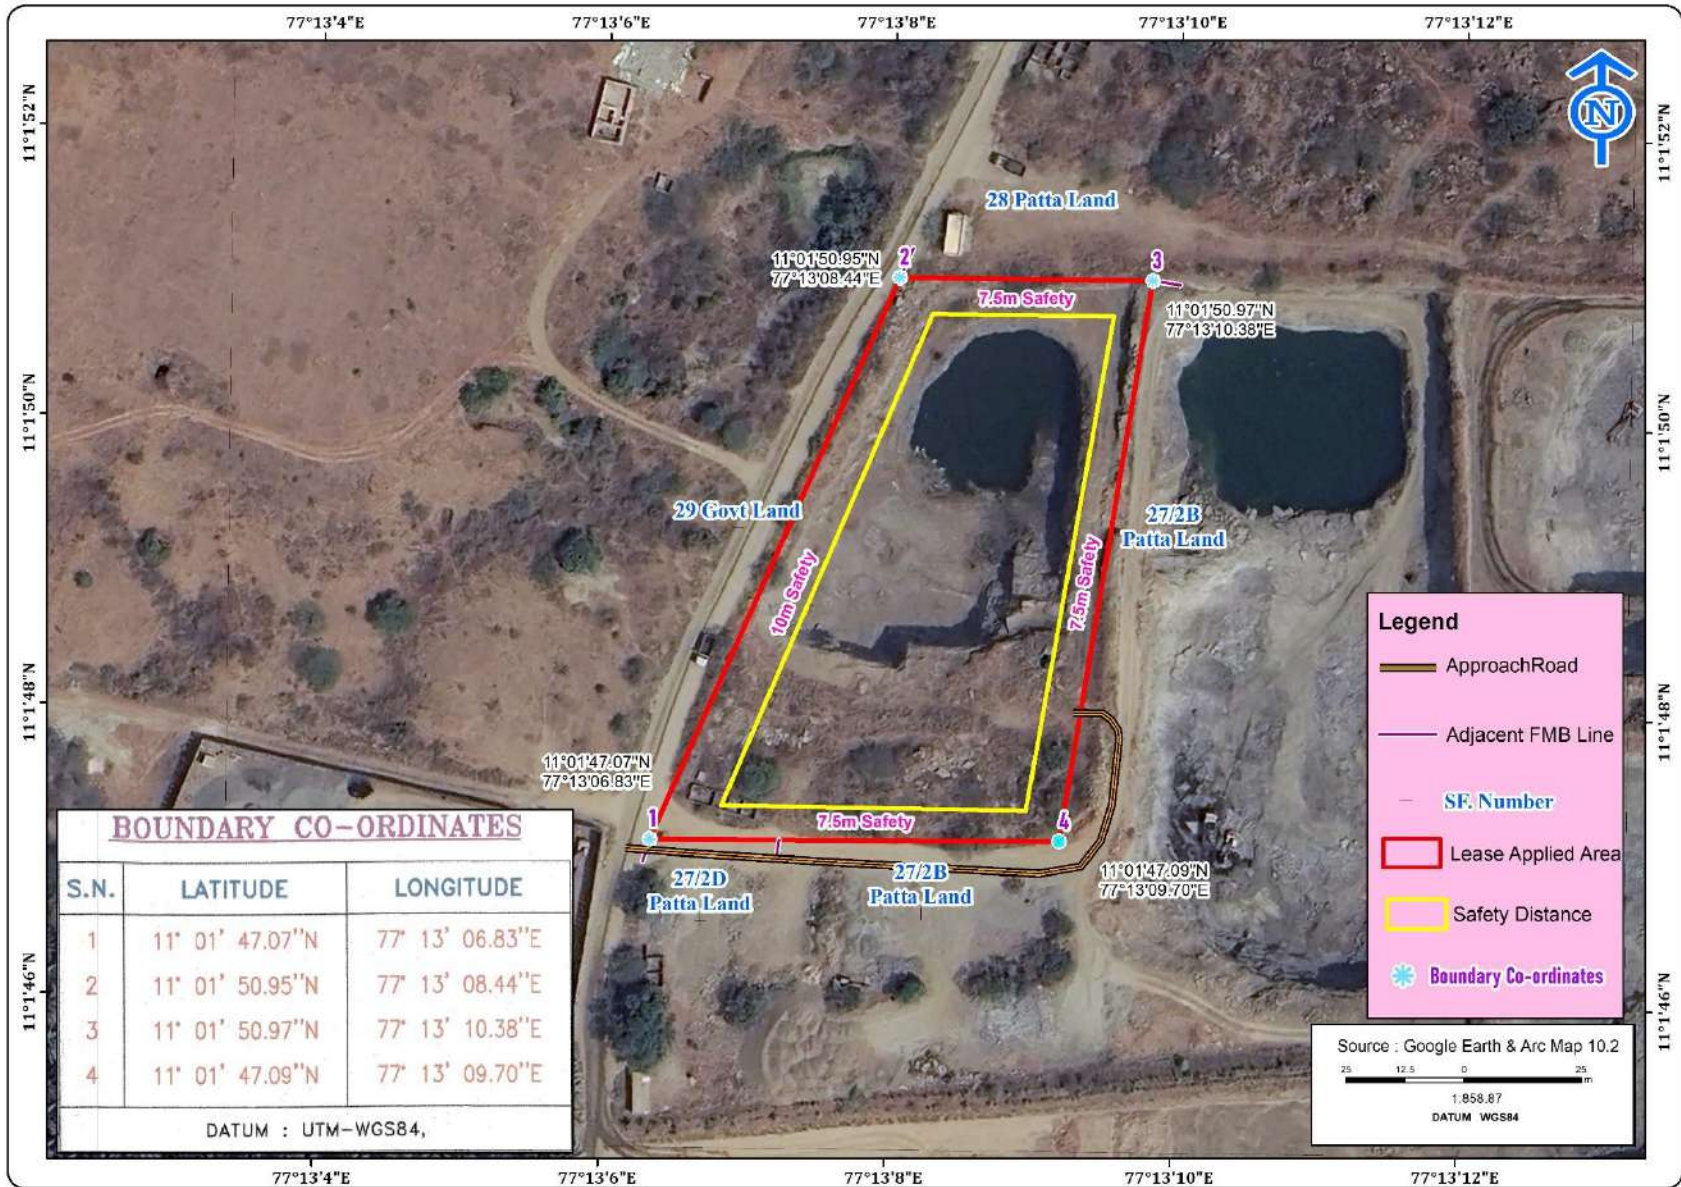 77°13'4"E 77°13'6"E 77°13'8"E 77°13'10"E 77°13'12"E
11°1'52"N
11°1'52"N
N
28 Patta Land
11°01'50.95"N
77°13'08.44"E
2'
3
7.5m Safety
11°01'50.97"N
77°13'10.38"E
11°1'50"N
11°1'50"N
29 Govt Land
27/2B
Patta Land
10m Safety
7.5m Safety
11°1'48"N
11°1'48"N
11°01'47.07"N
77°13'06.83"E
1
7.5m Safety
4
11°01'47.09"N
77°13'09.70"E
27/2D
Patta Land
27/2B
Patta Land
11°1'46"N
11°1'46"N
BOUNDARY CO-ORDINATES
S.N. LATITUDE LONGITUDE
1 11° 01' 47.07''N 77° 13' 06.83''E
2 11° 01' 50.95''N 77° 13' 08.44''E
3 11° 01' 50.97''N 77° 13' 10.38''E
4 11° 01' 47.09''N 77° 13' 09.70''E
DATUM : UTM-WGS84,
Legend
ApproachRoad
Adjacent FMB Line
SF. Number
Lease Applied Area
Safety Distance
Boundary Co-ordinates
Source : Google Earth & Arc Map 10.2
25 12.5 0 25
m
1:858.87
DATUM WGS84
77°13'4"E 77°13'6"E 77°13'8"E 77°13'10"E 77°13'12"E